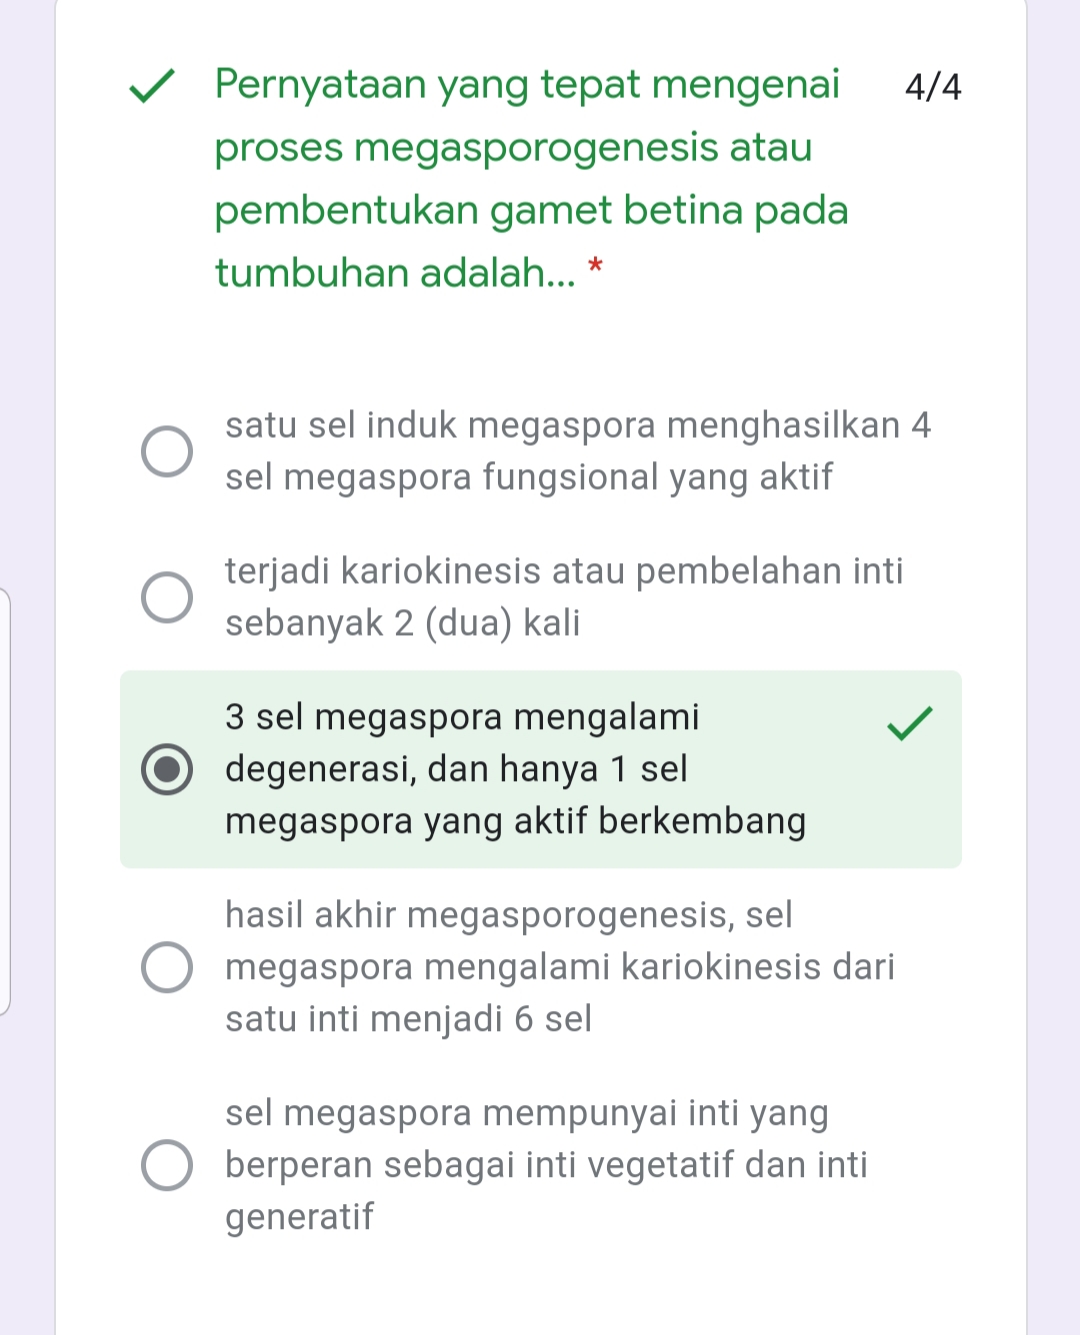 Pernyataan yang tepat mengenai 4/4
proses megasporogenesis atau
pembentukan gamet betina pada
tumbuhan adalah... *
satu sel induk megaspora menghasilkan 4
sel megaspora fungsional yang aktif
terjadi kariokinesis atau pembelahan inti
sebanyak 2 (dua) kali
3 sel megaspora mengalami
degenerasi, dan hanya 1 sel
megaspora yang aktif berkembang
hasil akhir megasporogenesis, sel
megaspora mengalami kariokinesis dari
satu inti menjadi 6 sel
sel megaspora mempunyai inti yang
berperan sebagai inti vegetatif dan inti
generatif